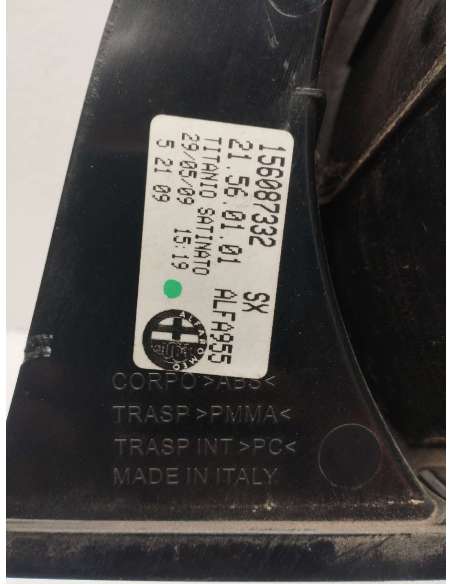 156087332 SX
21.56.01.01 ALFA955
TITANIO SATINATO
29/05/09 15:19
5 21 09
ALFA ROMEO
CORPO >ABS<
TRASP >PMMA<
TRASP INT >PC<
MADE IN ITALY